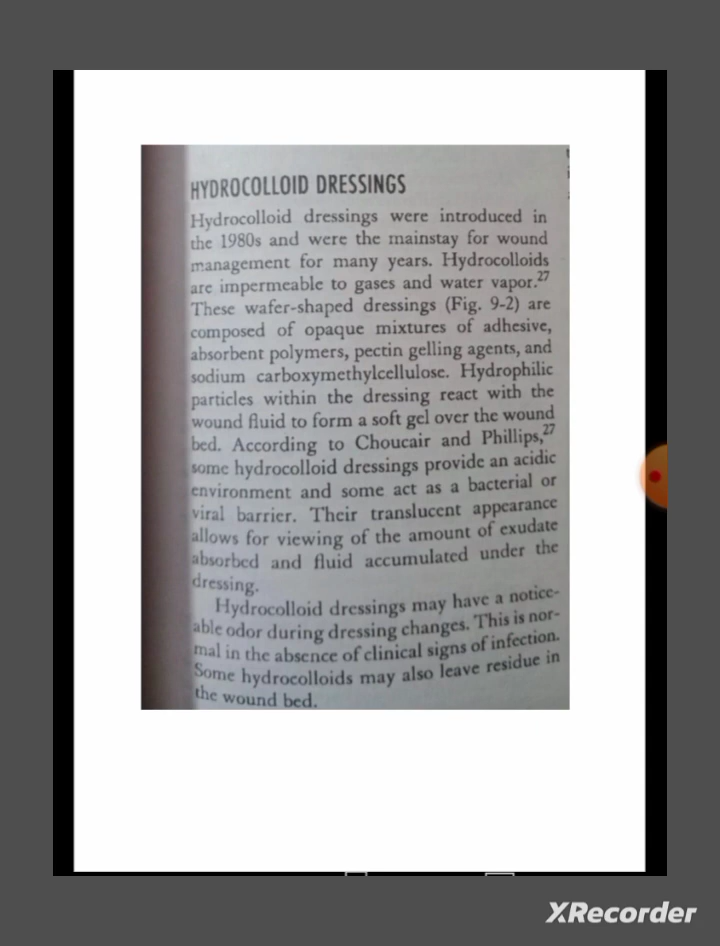 HYDROCOLLOID DRESSINGS
Hydrocolloid dressings were introduced in
the 1980s and were the mainstay for wound
management for many years. Hydrocolloids
are impermeable to gases and water vapor.27
These wafer-shaped dressings (Fig. 9-2) are
composed of opaque mixtures of adhesive,
absorbent polymers, pectin gelling agents, and
sodium carboxymethylcellulose. Hydrophilic
particles within the dressing react with the
wound fluid to form a soft gel over the wound
bed. According to Choucair and Phillips,27
some hydrocolloid dressings provide an acidic
environment and some act as a bacterial or
viral barrier. Their translucent appearance
allows for viewing of the amount of exudate
absorbed and fluid accumulated under the
dressing.
Hydrocolloid dressings may have a notice-
able odor during dressing changes. This is nor-
mal in the absence of clinical signs of infection.
Some hydrocolloids may also leave residue in
the wound bed.
XRecorder